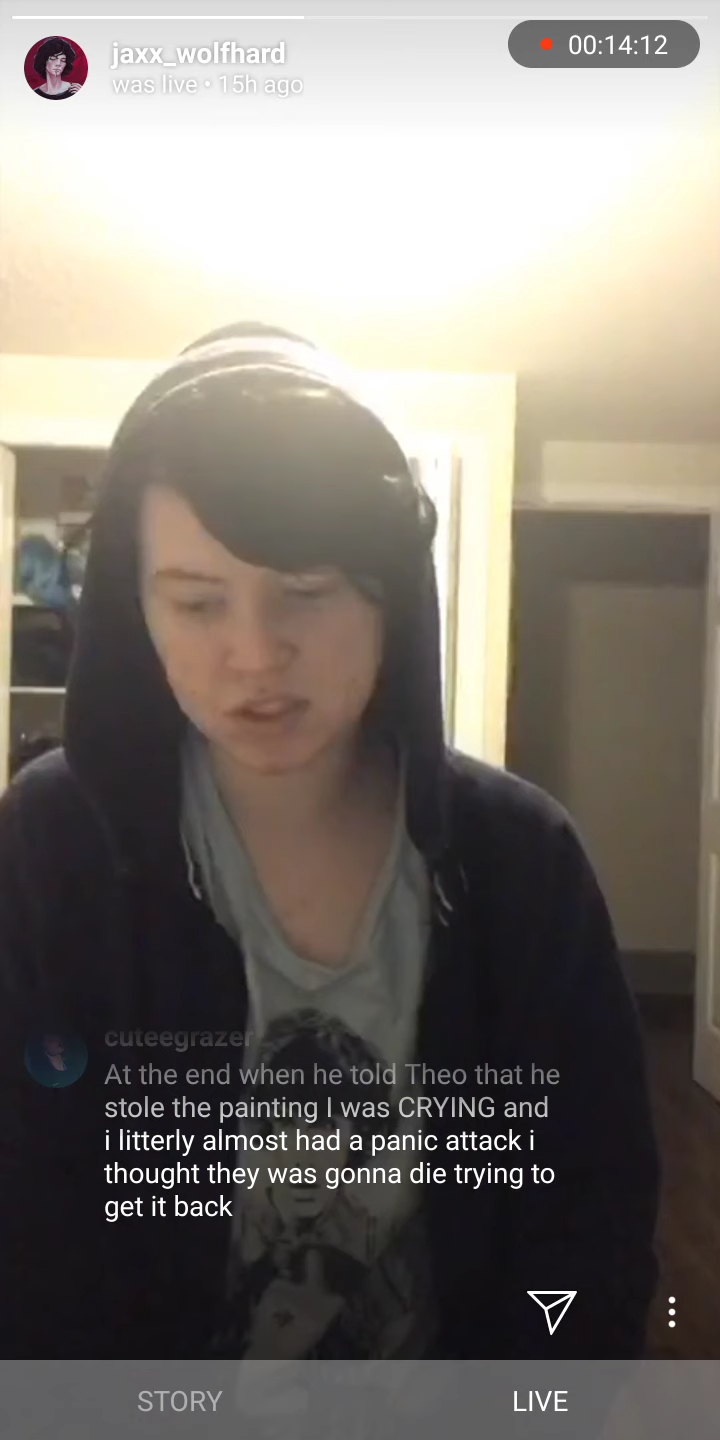 jaxx_wolfhard
was live • 15h ago
00:14:12
cuteegrazer
At the end when he told Theo that he
stole the painting I was CRYING and
i litterly almost had a panic attack i
thought they was gonna die trying to
get it back
STORY
LIVE